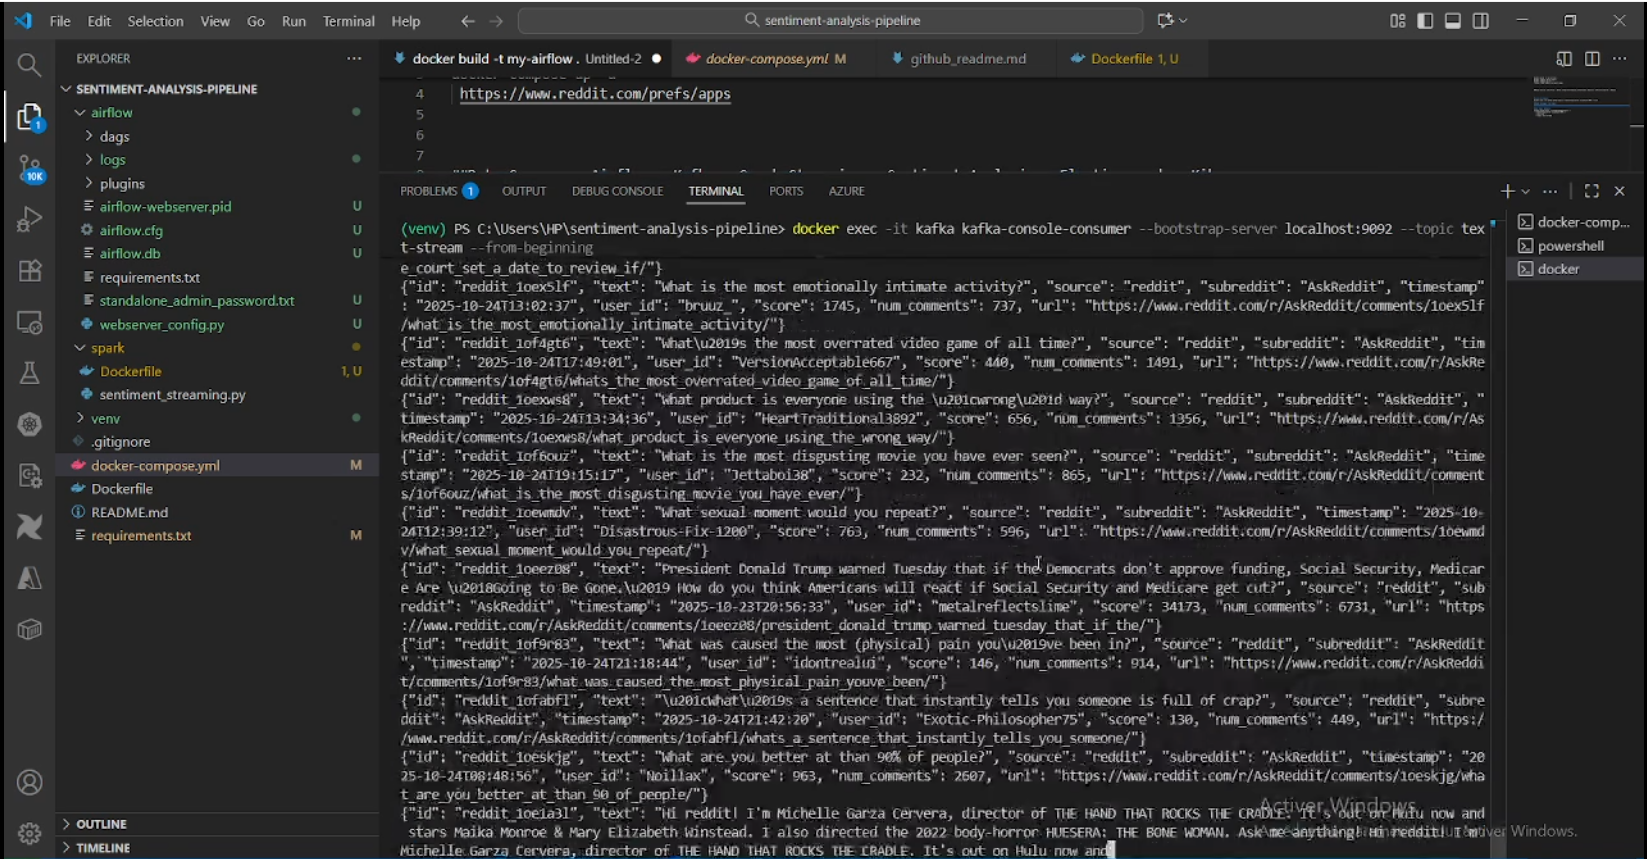 File Edit Selection View Go Run Terminal Help
sentiment-analysis-pipeline
EXPLORER
SENTIMENT-ANALYSIS-PIPELINE
airflow
dags
logs
plugins
airflow-webserver.pid U
airflow.cfg U
airflow.db U
requirements.txt
standalone_admin_password.txt U
webserver_config.py U
spark
Dockerfile 1, U
sentiment_streaming.py
venv
.gitignore
docker-compose.yml M
Dockerfile
README.md
requirements.txt M
OUTLINE
TIMELINE
1
10K
docker build -t my-airflow . Untitled-2
docker-compose.yml M
github_readme.md
Dockerfile 1, U
4 https://www.reddit.com/prefs/apps
5
6
7
PROBLEMS 1 OUTPUT DEBUG CONSOLE TERMINAL PORTS AZURE
docker-comp...
powershell
docker
(venv) PS C:\Users\HP\sentiment-analysis-pipeline> docker exec -it kafka kafka-console-consumer --bootstrap-server localhost:9092 --topic tex
t-stream --from-beginning
e_court_set_a_date_to_review_if/"}
{"id": "reddit_1oex5lf", "text": "What is the most emotionally intimate activity?", "source": "reddit", "subreddit": "AskReddit", "timestamp"
: "2025-10-24T13:02:37", "user_id": "bruuz_", "score": 1745, "num_comments": 737, "url": "https://www.reddit.com/r/AskReddit/comments/1oex5lf
/what_is_the_most_emotionally_intimate_activity/"}
{"id": "reddit_1of4gt6", "text": "What\u2019s the most overrated video game of all time?", "source": "reddit", "subreddit": "AskReddit", "tim
estamp": "2025-10-24T17:49:01", "user_id": "VersionAcceptable667", "score": 440, "num_comments": 1491, "url": "https://www.reddit.com/r/AskRe
ddit/comments/1of4gt6/whats_the_most_overrated_video_game_of_all_time/"}
{"id": "reddit_1oexws8", "text": "What product is everyone using the \u201cwrong\u201d way?", "source": "reddit", "subreddit": "AskReddit", "
timestamp": "2025-10-24T13:34:36", "user_id": "HeartTraditional3892", "score": 656, "num_comments": 1356, "url": "https://www.reddit.com/r/As
kReddit/comments/1oexws8/what_product_is_everyone_using_the_wrong_way/"}
{"id": "reddit_1of6ouz", "text": "What is the most disgusting movie you have ever seen?", "source": "reddit", "subreddit": "AskReddit", "time
stamp": "2025-10-24T19:15:17", "user_id": "Jettaboi38", "score": 232, "num_comments": 865, "url": "https://www.reddit.com/r/AskReddit/comment
s/1of6ouz/what_is_the_most_disgusting_movie_you_have_ever/"}
{"id": "reddit_1oewmdv", "text": "What sexual moment would you repeat?", "source": "reddit", "subreddit": "AskReddit", "timestamp": "2025-10-
24T12:39:12", "user_id": "Disastrous-Fix-1200", "score": 763, "num_comments": 596, "url": "https://www.reddit.com/r/AskReddit/comments/1oewmd
v/what_sexual_moment_would_you_repeat/"}
{"id": "reddit_1oeez08", "text": "President Donald Trump warned Tuesday that if the Democrats don't approve funding, Social Security, Medicar
e Are \u2018Going to Be Gone.\u2019 How do you think Americans will react if Social Security and Medicare get cut?", "source": "reddit", "sub
reddit": "AskReddit", "timestamp": "2025-10-23T20:56:33", "user_id": "metalreflectslime", "score": 34173, "num_comments": 6731, "url": "https
://www.reddit.com/r/AskReddit/comments/1oeez08/president_donald_trump_warned_tuesday_that_if_the/"}
{"id": "reddit_1of9r83", "text": "What was caused the most (physical) pain you\u2019ve been in?", "source": "reddit", "subreddit": "AskReddit
", "timestamp": "2025-10-24T21:18:44", "user_id": "idontrealui", "score": 146, "num_comments": 914, "url": "https://www.reddit.com/r/AskReddi
t/comments/1of9r83/what_was_caused_the_most_physical_pain_youve_been/"}
{"id": "reddit_1ofabfl", "text": "\u201cWhat\u2019s a sentence that instantly tells you someone is full of crap?", "source": "reddit", "subre
ddit": "AskReddit", "timestamp": "2025-10-24T21:42:20", "user_id": "Exotic-Philosopher75", "score": 130, "num_comments": 449, "url": "https:/
/www.reddit.com/r/AskReddit/comments/1ofabfl/whats_a_sentence_that_instantly_tells_you_someone/"}
{"id": "reddit_1oeskjg", "text": "What are you better at than 90% of people?", "source": "reddit", "subreddit": "AskReddit", "timestamp": "20
25-10-24T08:48:56", "user_id": "Noillax", "score": 963, "num_comments": 2607, "url": "https://www.reddit.com/r/AskReddit/comments/1oeskjg/wha
t_are_you_better_at_than_90_of_people/"}
{"id": "reddit_1oeia3l", "text": "Hi reddit! I'm Michelle Garza Cervera, director of THE HAND THAT ROCKS THE CRADLE. It's out on Hulu now and
stars Maika Monroe & Mary Elizabeth Winstead. I also directed the 2022 body-horror HUESERA: THE BONE WOMAN. Ask me anything! Hi reddit! I'm
Michelle Garza Cervera, director of THE HAND THAT ROCKS THE CRADLE. It's out on Hulu now and
Activer Windows
activer Windows.